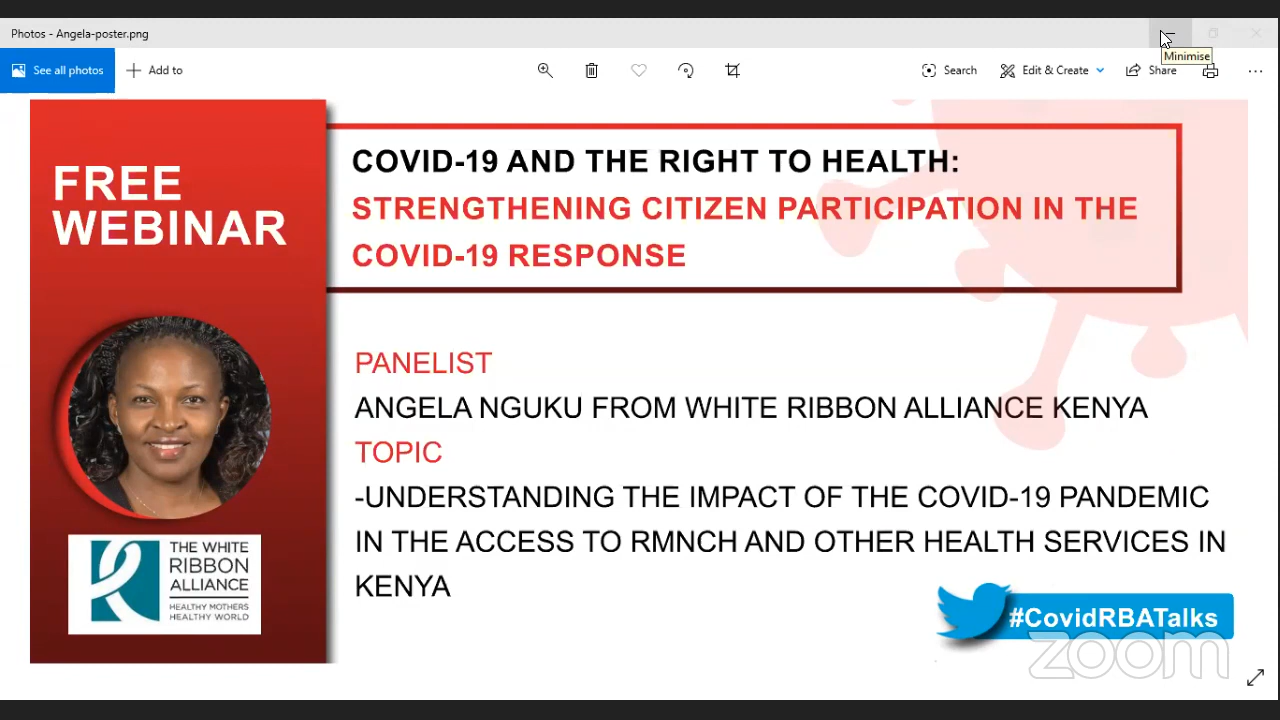 Photos - Angela-poster.png
Minimise
See all photos
Add to
Search
Edit & Create
Share
FREE
WEBINAR
COVID-19 AND THE RIGHT TO HEALTH:
STRENGTHENING CITIZEN PARTICIPATION IN THE
COVID-19 RESPONSE
PANELIST
ANGELA NGUKU FROM WHITE RIBBON ALLIANCE KENYA
TOPIC
-UNDERSTANDING THE IMPACT OF THE COVID-19 PANDEMIC
IN THE ACCESS TO RMNCH AND OTHER HEALTH SERVICES IN
KENYA
THE WHITE
RIBBON
ALLIANCE
HEALTHY MOTHERS
HEALTHY WORLD
#CovidRBATalks
zoom